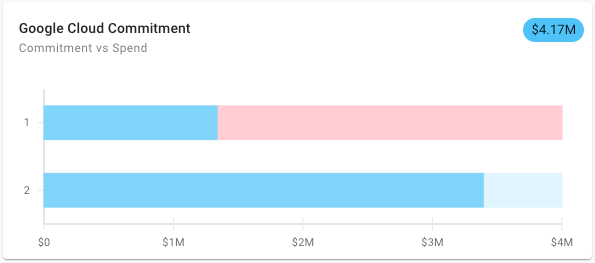 Google Cloud Commitment
$4.17M
Commitment vs Spend
1
2
$0 $1M $2M $3M $4M